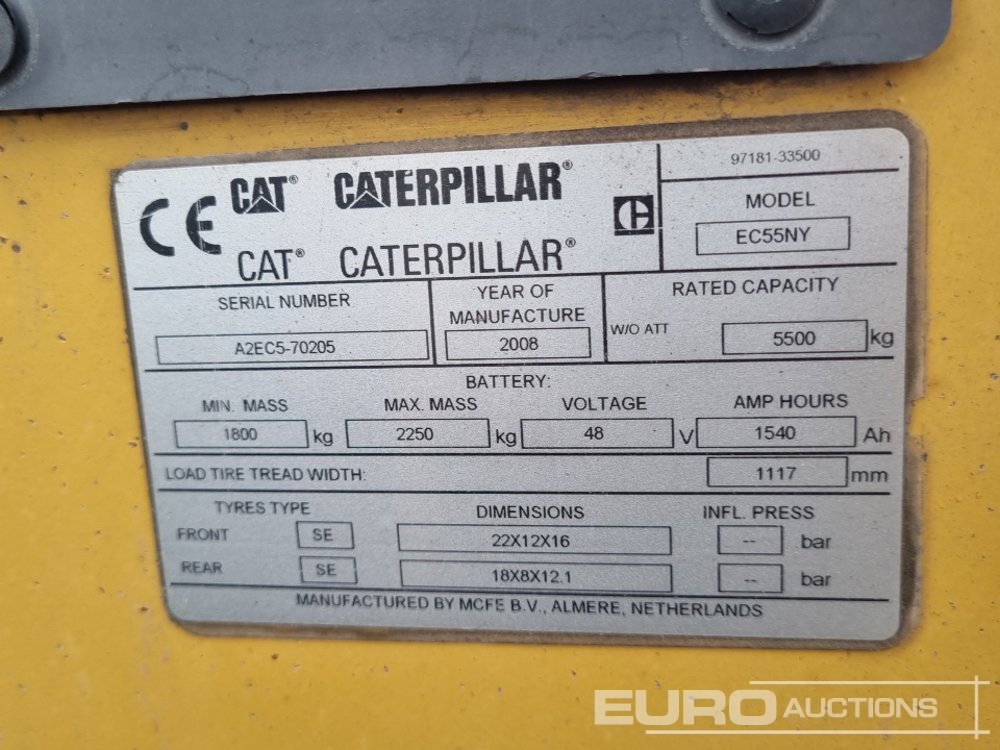 CE CAT® CATERPILLAR®
CAT® CATERPILLAR®
97181-33500
MODEL
EC55NY
SERIAL NUMBER
A2EC5-70205
YEAR OF
MANUFACTURE
2008
RATED CAPACITY
W/O ATT 5500 kg
BATTERY:
MIN. MASS MAX. MASS VOLTAGE AMP HOURS
1800 kg 2250 kg 48 V 1540 Ah
LOAD TIRE TREAD WIDTH: 1117 mm
TYRES TYPE DIMENSIONS INFL. PRESS
FRONT SE 22X12X16 -- bar
REAR SE 18X8X12.1 -- bar
MANUFACTURED BY MCFE B.V., ALMERE, NETHERLANDS
EURO AUCTIONS